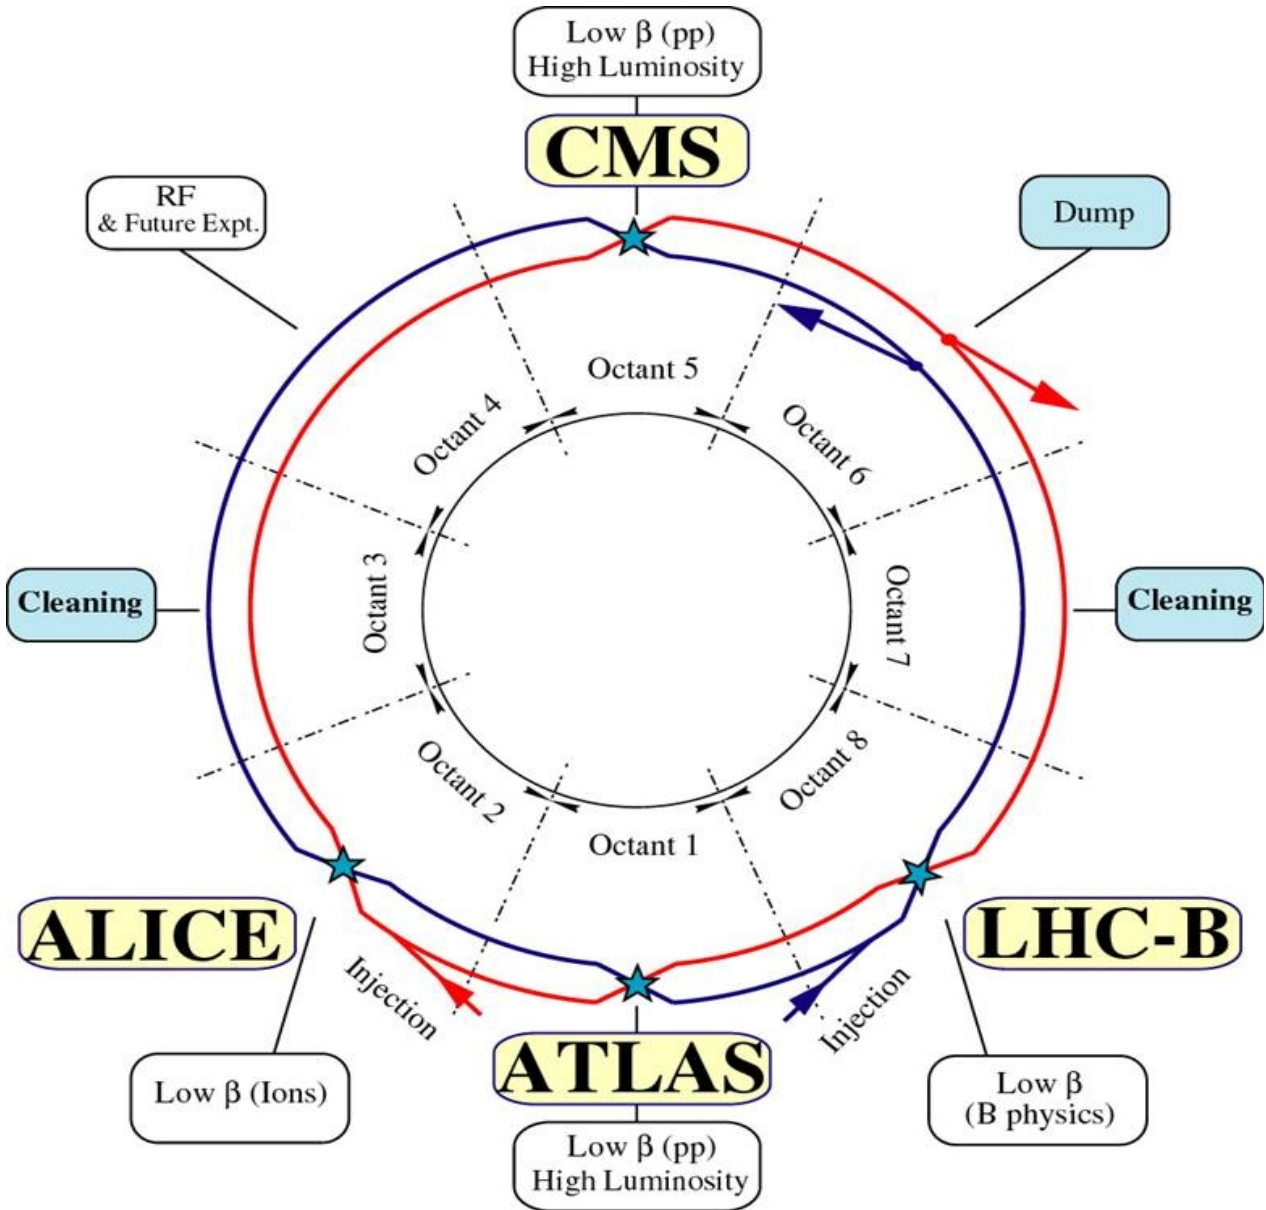 Low β (pp)
High Luminosity
CMS
RF
& Future Expt.
Dump
Octant 5
Octant 4
Octant 6
Cleaning
Octant 3
Octant 7
Cleaning
Octant 2
Octant 8
Octant 1
ALICE
LHC-B
Injection
Injection
ATLAS
Low β (Ions)
Low β
(B physics)
Low β (pp)
High Luminosity